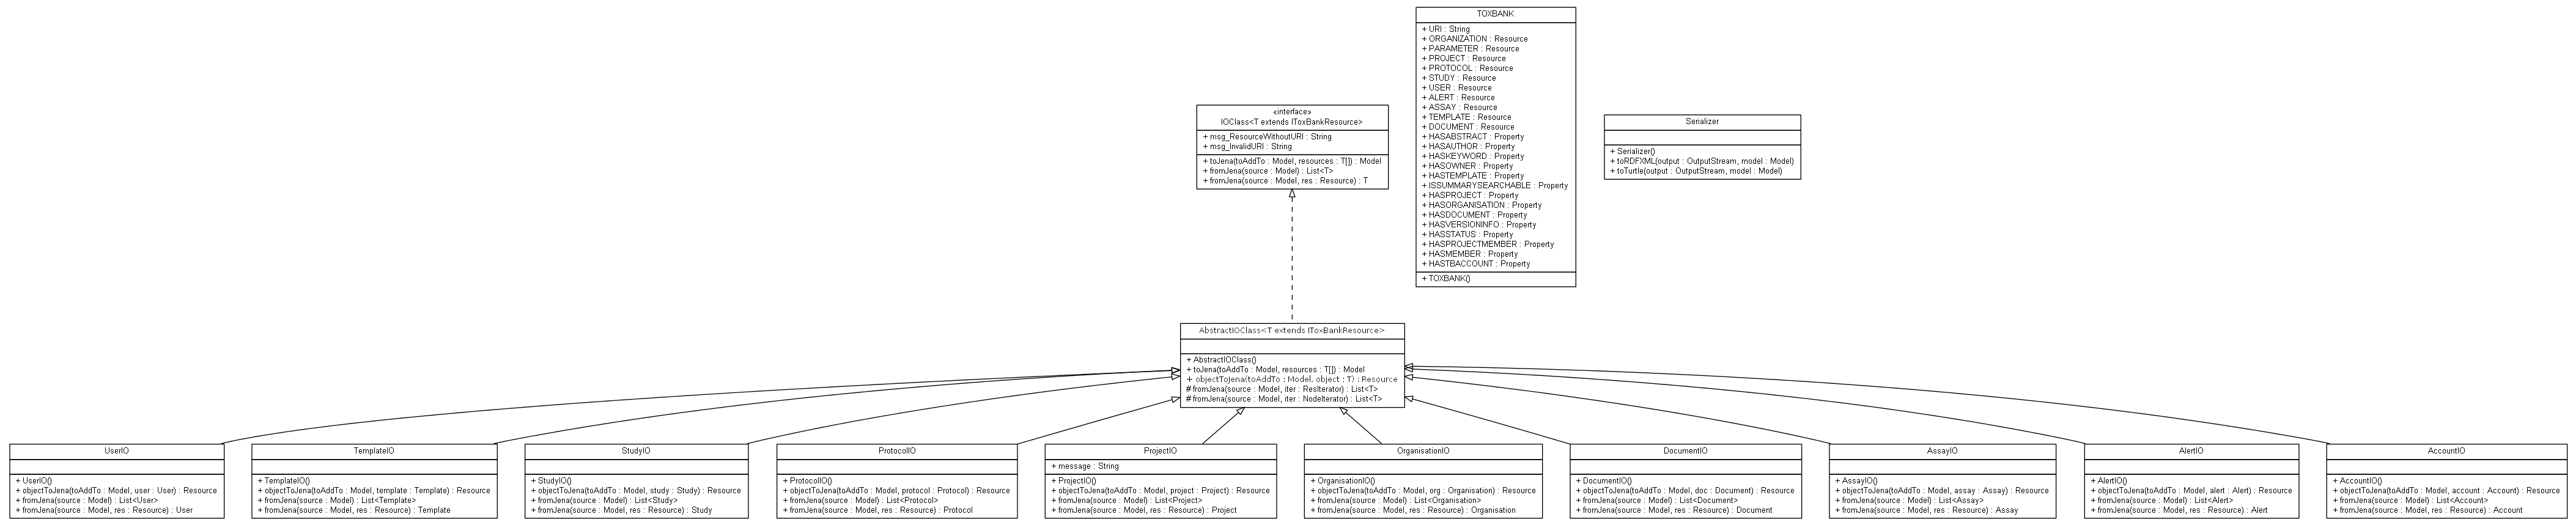 TOXBANK
+ URI : String
+ ORGANIZATION : Resource
+ PARAMETER : Resource
+ PROJECT : Resource
+ PROTOCOL : Resource
+ STUDY : Resource
+ USER : Resource
+ ALERT : Resource
+ ASSAY : Resource
+ TEMPLATE : Resource
+ DOCUMENT : Resource
+ HASABSTRACT : Property
+ HASAUTHOR : Property
+ HASKEYWORD : Property
+ HASOWNER : Property
+ HASTEMPLATE : Property
+ ISSUMMARYSEARCHABLE : Property
+ HASPROJECT : Property
+ HASORGANISATION : Property
+ HASDOCUMENT : Property
+ HASVERSIONINFO : Property
+ HASSTATUS : Property
+ HASPROJECTMEMBER : Property
+ HASMEMBER : Property
+ HASTBACCOUNT : Property
+ TOXBANK()
«interface»
IOClass<T extends IToxBankResource>
+ msg_ResourceWithoutURI : String
+ msg_InvalidURI : String
+ toJena(toAddTo : Model, resources : T[]) : Model
+ fromJena(source : Model) : List<T>
+ fromJena(source : Model, res : Resource) : T
Serializer
+ Serializer()
+ toRDFXML(output : OutputStream, model : Model)
+ toTurtle(output : OutputStream, model : Model)
AbstractIOClass<T extends IToxBankResource>
+ AbstractIOClass()
+ toJena(toAddTo : Model, resources : T[]) : Model
+ objectToJena(toAddTo : Model, object : T) : Resource
# fromJena(source : Model, iter : ResIterator) : List<T>
# fromJena(source : Model, iter : NodeIterator) : List<T>
UserIO
+ UserIO()
+ objectToJena(toAddTo : Model, user : User) : Resource
+ fromJena(source : Model) : List<User>
+ fromJena(source : Model, res : Resource) : User
TemplateIO
+ TemplateIO()
+ objectToJena(toAddTo : Model, template : Template) : Resource
+ fromJena(source : Model) : List<Template>
+ fromJena(source : Model, res : Resource) : Template
StudyIO
+ StudyIO()
+ objectToJena(toAddTo : Model, study : Study) : Resource
+ fromJena(source : Model) : List<Study>
+ fromJena(source : Model, res : Resource) : Study
ProtocolIO
+ ProtocolIO()
+ objectToJena(toAddTo : Model, protocol : Protocol) : Resource
+ fromJena(source : Model) : List<Protocol>
+ fromJena(source : Model, res : Resource) : Protocol
ProjectIO
+ message : String
+ ProjectIO()
+ objectToJena(toAddTo : Model, project : Project) : Resource
+ fromJena(source : Model) : List<Project>
+ fromJena(source : Model, res : Resource) : Project
OrganisationIO
+ OrganisationIO()
+ objectToJena(toAddTo : Model, org : Organisation) : Resource
+ fromJena(source : Model) : List<Organisation>
+ fromJena(source : Model, res : Resource) : Organisation
DocumentIO
+ DocumentIO()
+ objectToJena(toAddTo : Model, doc : Document) : Resource
+ fromJena(source : Model) : List<Document>
+ fromJena(source : Model, res : Resource) : Document
AssayIO
+ AssayIO()
+ objectToJena(toAddTo : Model, assay : Assay) : Resource
+ fromJena(source : Model) : List<Assay>
+ fromJena(source : Model, res : Resource) : Assay
AlertIO
+ AlertIO()
+ objectToJena(toAddTo : Model, alert : Alert) : Resource
+ fromJena(source : Model) : List<Alert>
+ fromJena(source : Model, res : Resource) : Alert
AccountIO
+ AccountIO()
+ objectToJena(toAddTo : Model, account : Account) : Resource
+ fromJena(source : Model) : List<Account>
+ fromJena(source : Model, res : Resource) : Account